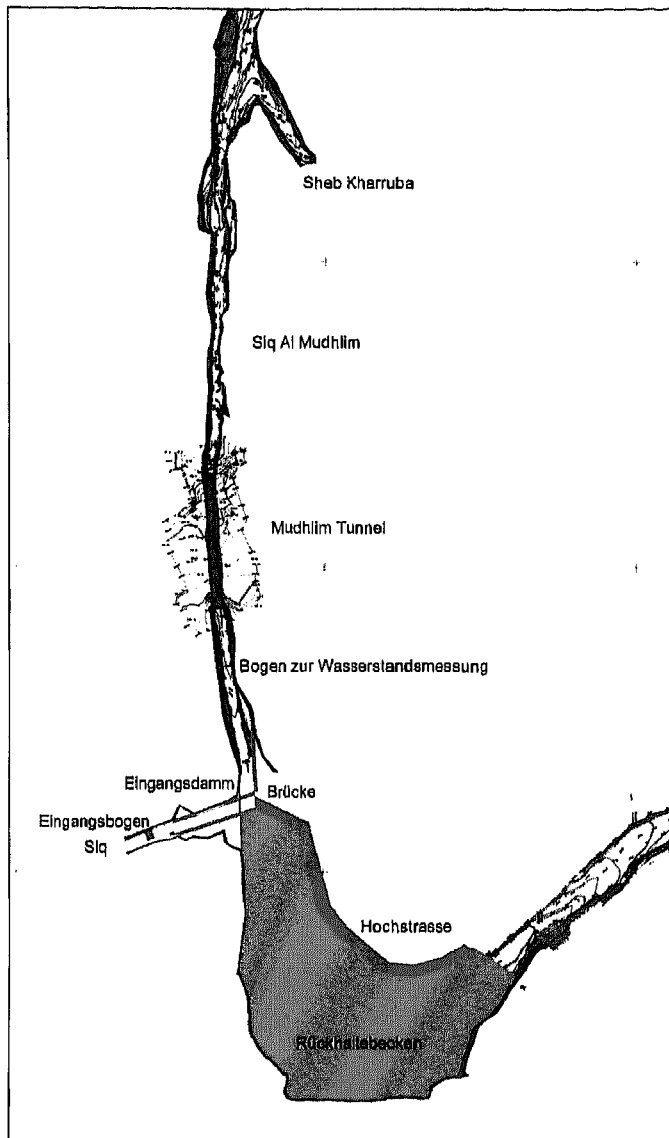 Sheb Kharruba
Siq Al Mudhlim
Mudhlim Tunnel
Bogen zur Wasserstandsmessung
Eingangsdamm
Brücke
Eingangsbogen
Siq
Hochstrasse
Rückhaltebecken